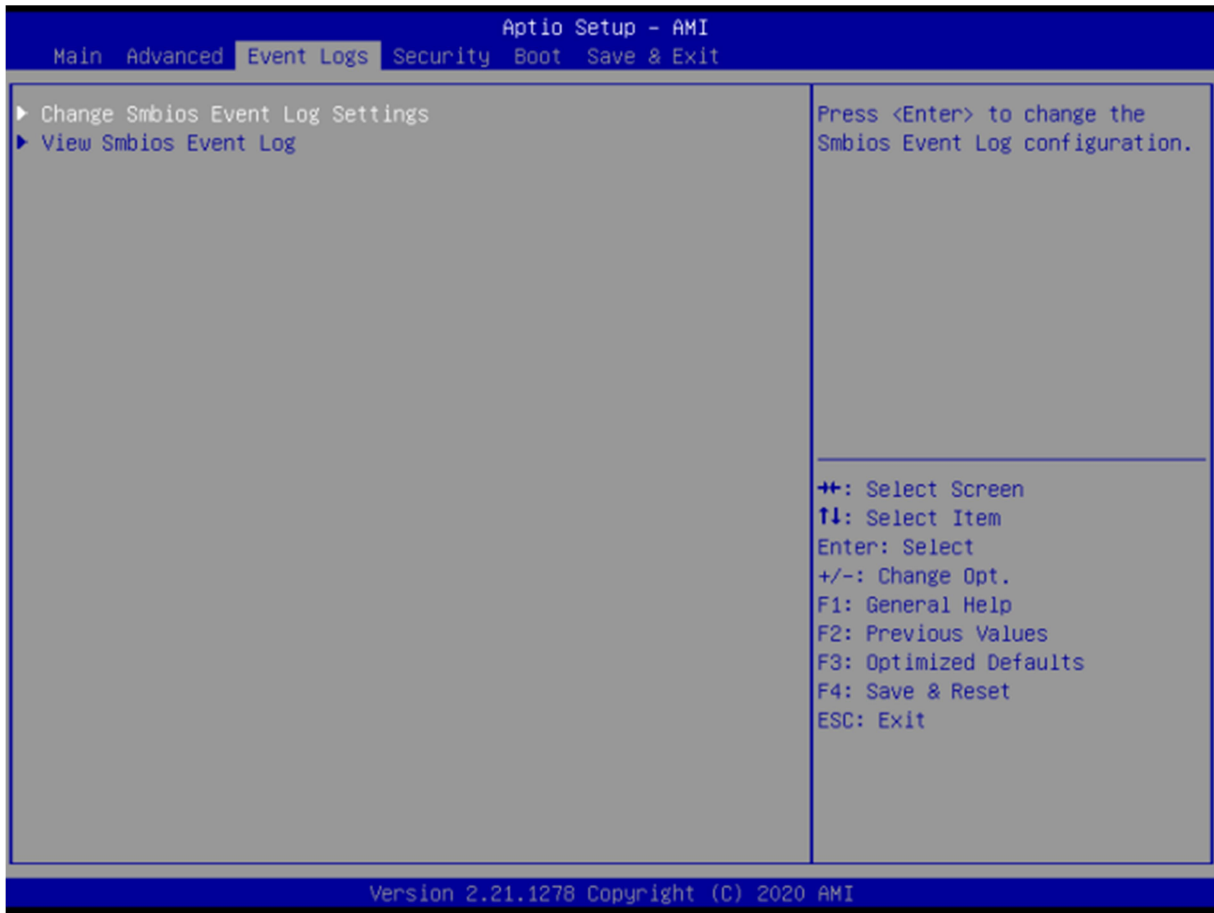 Aptio Setup – AMI
Main Advanced Event Logs Security Boot Save & Exit
▶ Change Smbios Event Log Settings
▶ View Smbios Event Log
Press <Enter> to change the
Smbios Event Log configuration.
→←: Select Screen
↑↓: Select Item
Enter: Select
+/-: Change Opt.
F1: General Help
F2: Previous Values
F3: Optimized Defaults
F4: Save & Reset
ESC: Exit
Version 2.21.1278 Copyright (C) 2020 AMI